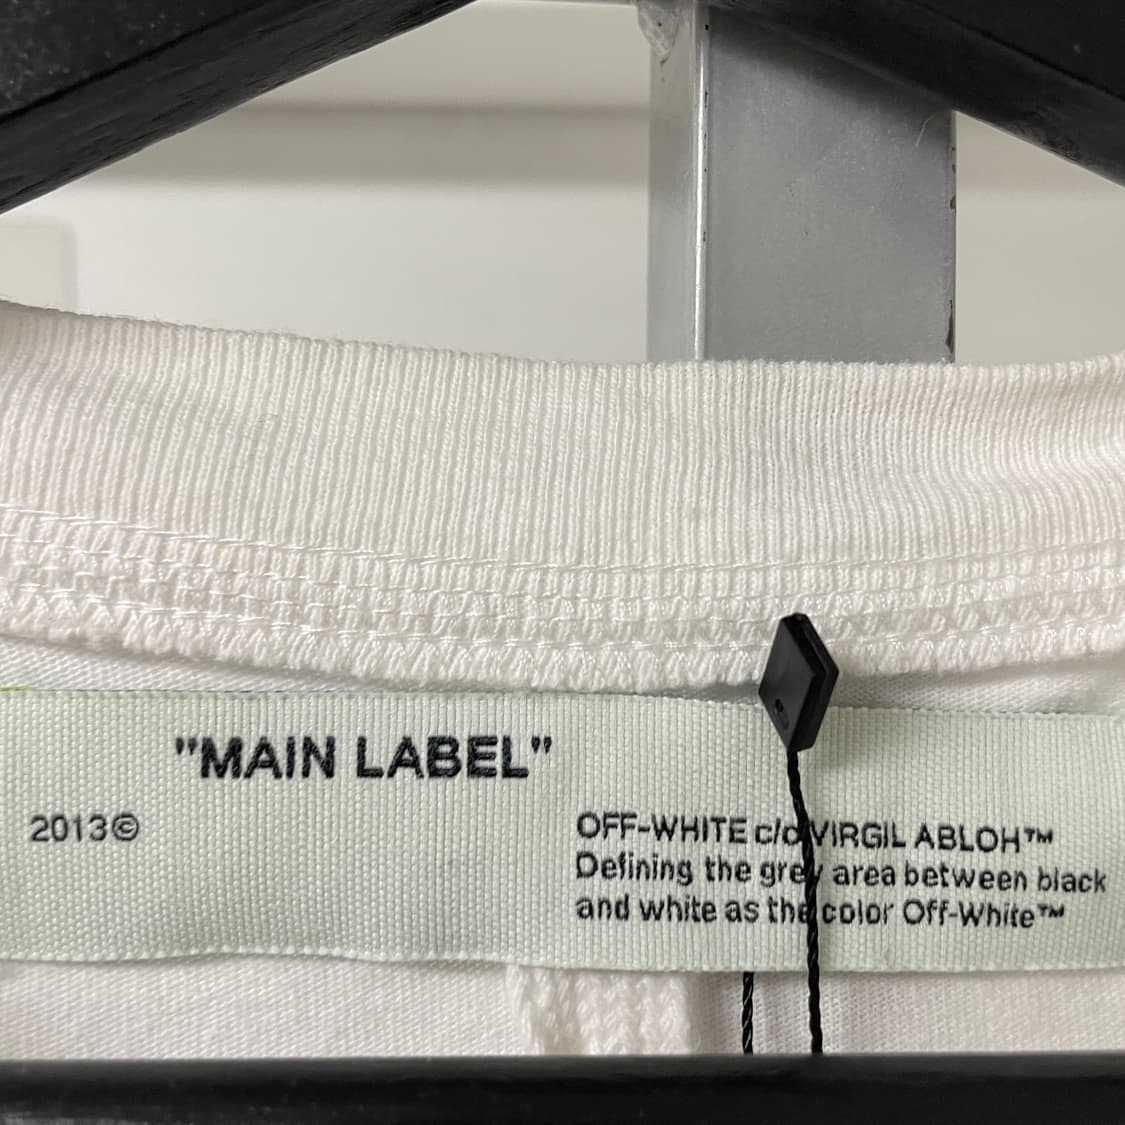 "MAIN LABEL"
2013©
OFF-WHITE c/o VIRGIL ABLOH™
Defining the grey area between black
and white as the color Off-White™